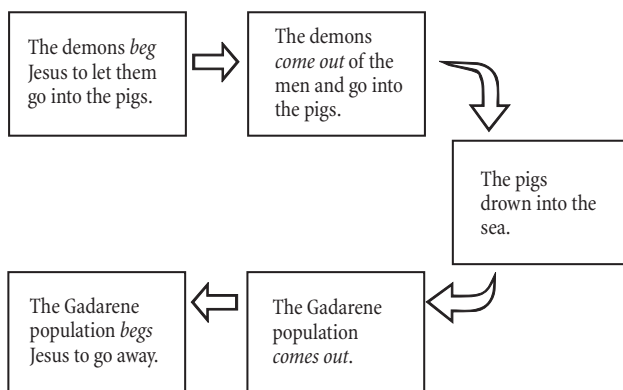 The demons beg
Jesus to let them
go into the pigs.
The demons
come out of the
men and go into
the pigs.
The pigs
drown into the
sea.
The Gadarene
population
comes out.
The Gadarene
population begs
Jesus to go away.